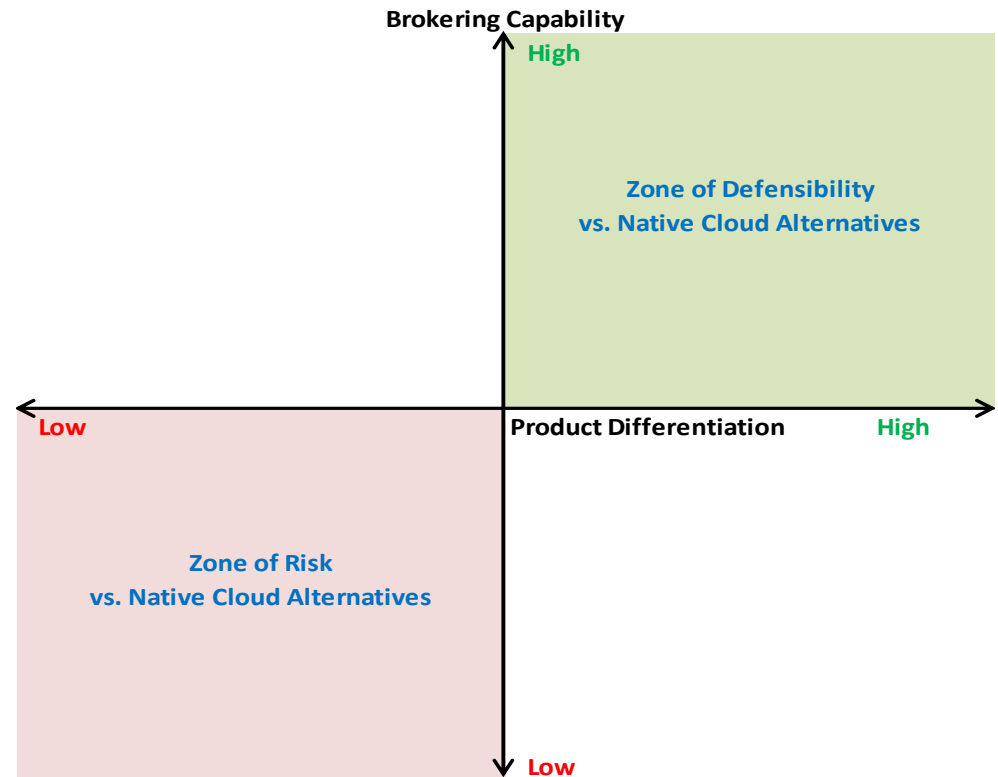 Brokering Capability
High
Zone of Defensibility
vs. Native Cloud Alternatives
Low
Product Differentiation
High
Zone of Risk
vs. Native Cloud Alternatives
Low